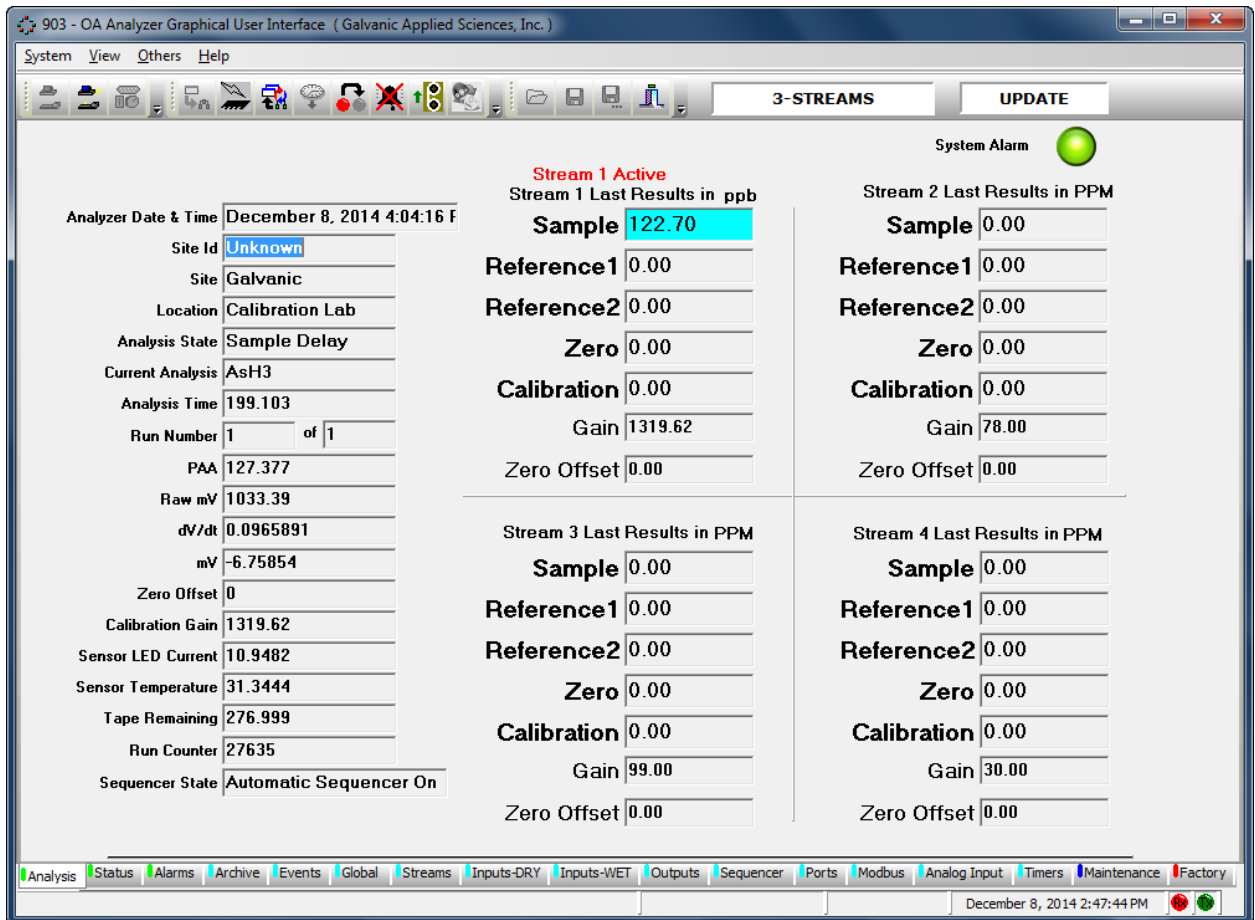 903 - OA Analyzer Graphical User Interface ( Galvanic Applied Sciences, Inc. )
System View Others Help
3-STREAMS UPDATE
System Alarm
Analyzer Date & Time December 8, 2014 4:04:16 P
Site Id Unknown
Site Galvanic
Location Calibration Lab
Analysis State Sample Delay
Current Analysis AsH3
Analysis Time 199.103
Run Number 1 of 1
PAA 127.377
Raw mV 1033.39
dV/dt 0.0965891
mV -6.75854
Zero Offset 0
Calibration Gain 1319.62
Sensor LED Current 10.9482
Sensor Temperature 31.3444
Tape Remaining 276.999
Run Counter 27635
Sequencer State Automatic Sequencer On
Stream 1 Active
Stream 1 Last Results in ppb
Sample 122.70
Reference1 0.00
Reference2 0.00
Zero 0.00
Calibration 0.00
Gain 1319.62
Zero Offset 0.00
Stream 2 Last Results in PPM
Sample 0.00
Reference1 0.00
Reference2 0.00
Zero 0.00
Calibration 0.00
Gain 78.00
Zero Offset 0.00
Stream 3 Last Results in PPM
Sample 0.00
Reference1 0.00
Reference2 0.00
Zero 0.00
Calibration 0.00
Gain 99.00
Zero Offset 0.00
Stream 4 Last Results in PPM
Sample 0.00
Reference1 0.00
Reference2 0.00
Zero 0.00
Calibration 0.00
Gain 30.00
Zero Offset 0.00
Analysis Status Alarms Archive Events Global Streams Inputs-DRY Inputs-WET Outputs Sequencer Ports Modbus Analog Input Timers Maintenance Factory
December 8, 2014 2:47:44 PM Rx Tx